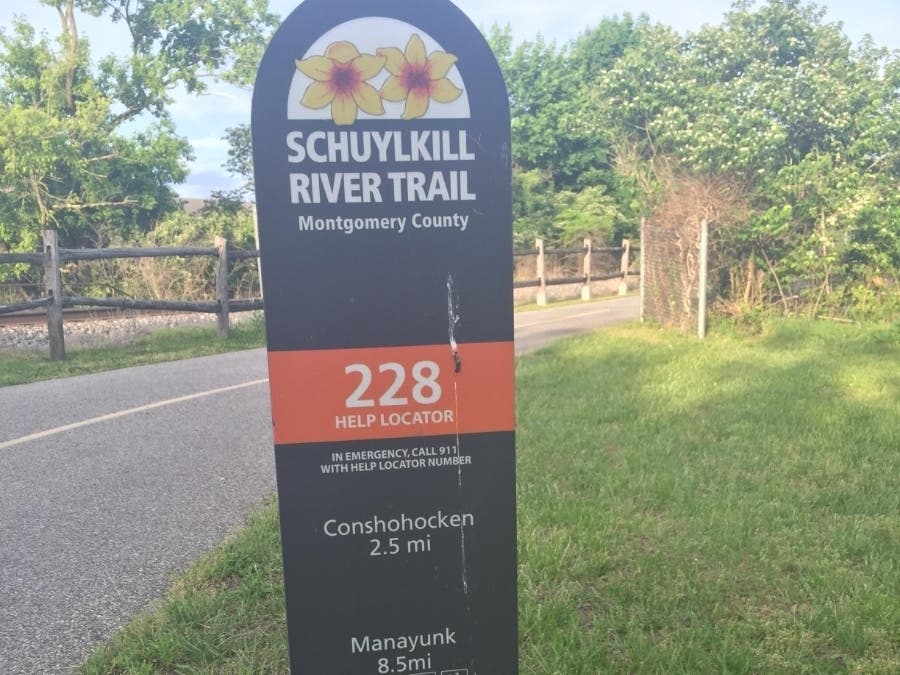 SCHUYLKILL
RIVER TRAIL
Montgomery County
228
HELP LOCATOR
IN EMERGENCY, CALL 911
WITH HELP LOCATOR NUMBER
Conshohocken
2.5 mi
Manayunk
8.5mi